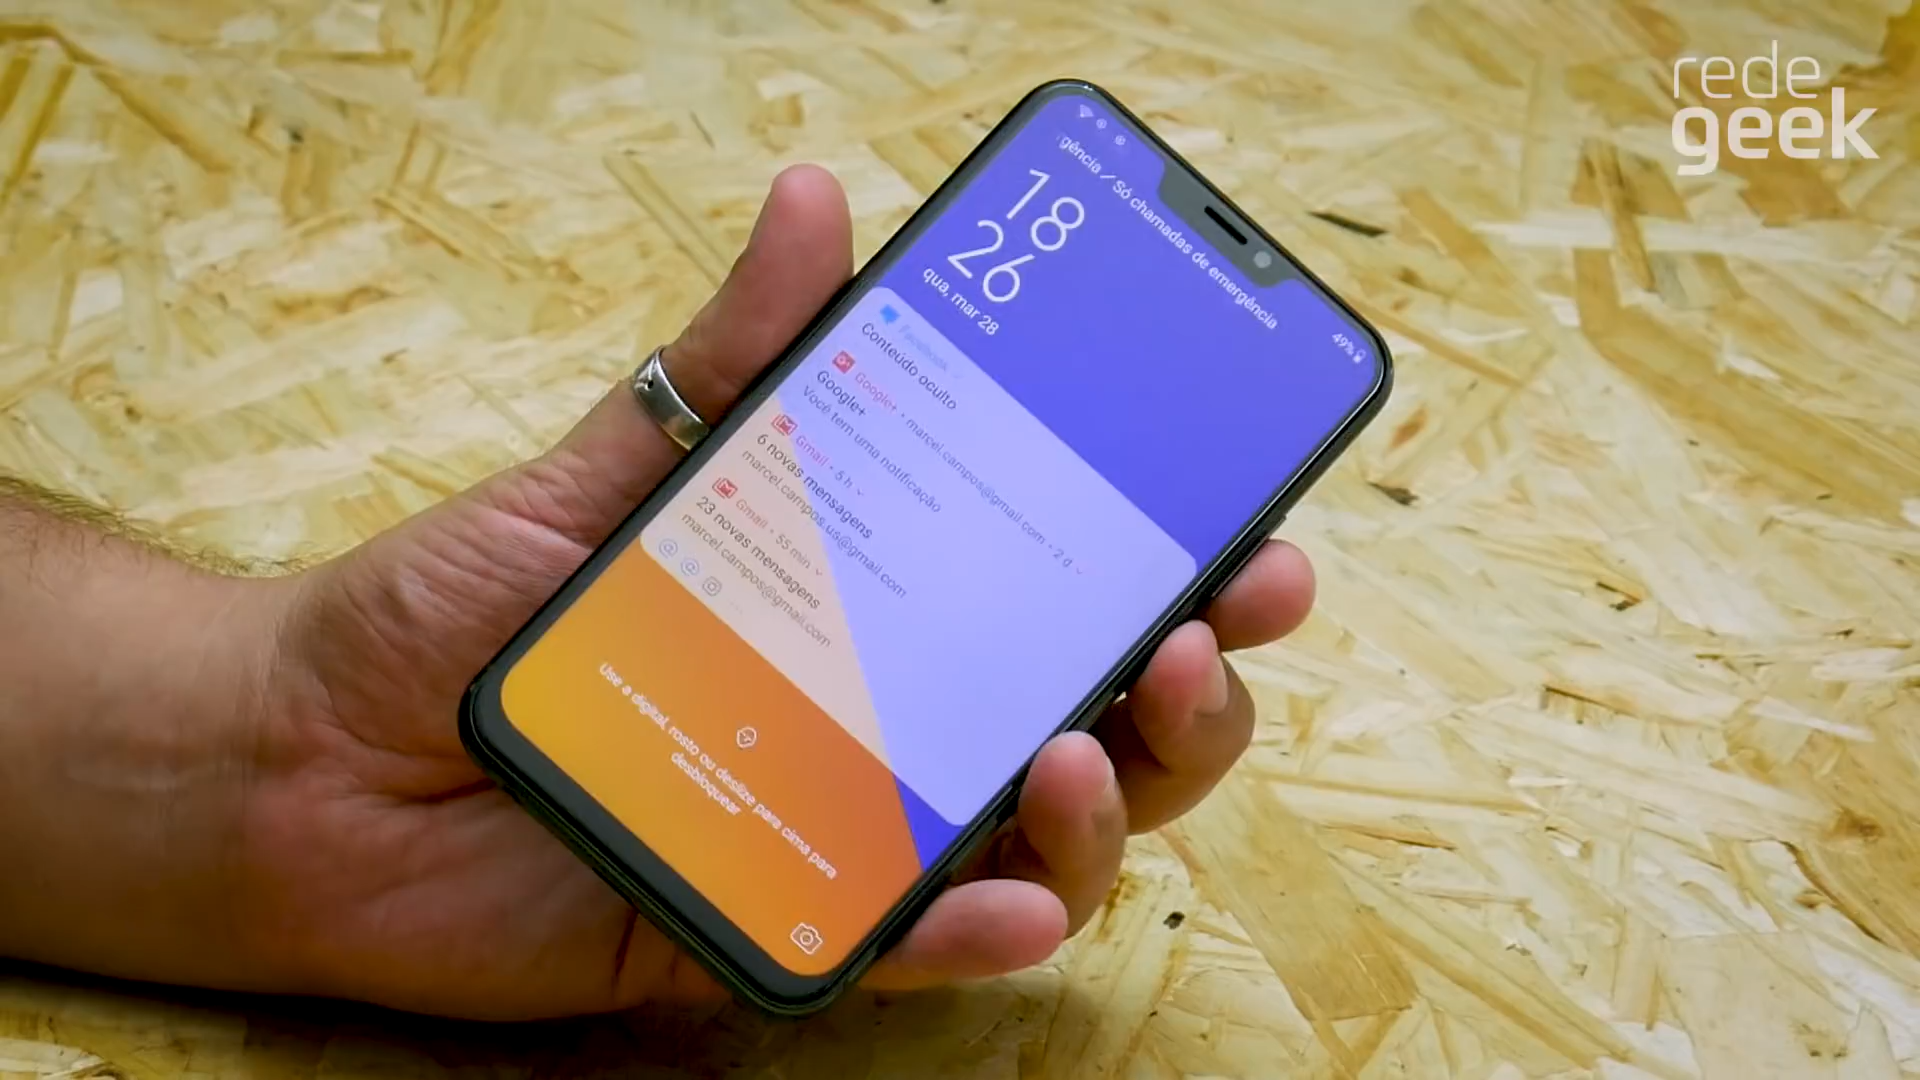 rede
geek
gência / Só chamadas de emergência
49%
18
26
qua, mar 28
Facebook
Conteúdo oculto
Google+ • marcel.campos@gmail.com • 2 d
Google+
Você tem uma notificação
Gmail • 5 h
6 novas mensagens
marcel.campos.us@gmail.com
Gmail • 55 min
23 novas mensagens
marcel.campos@gmail.com
Use a digital, rosto ou deslize para cima para
desbloquear